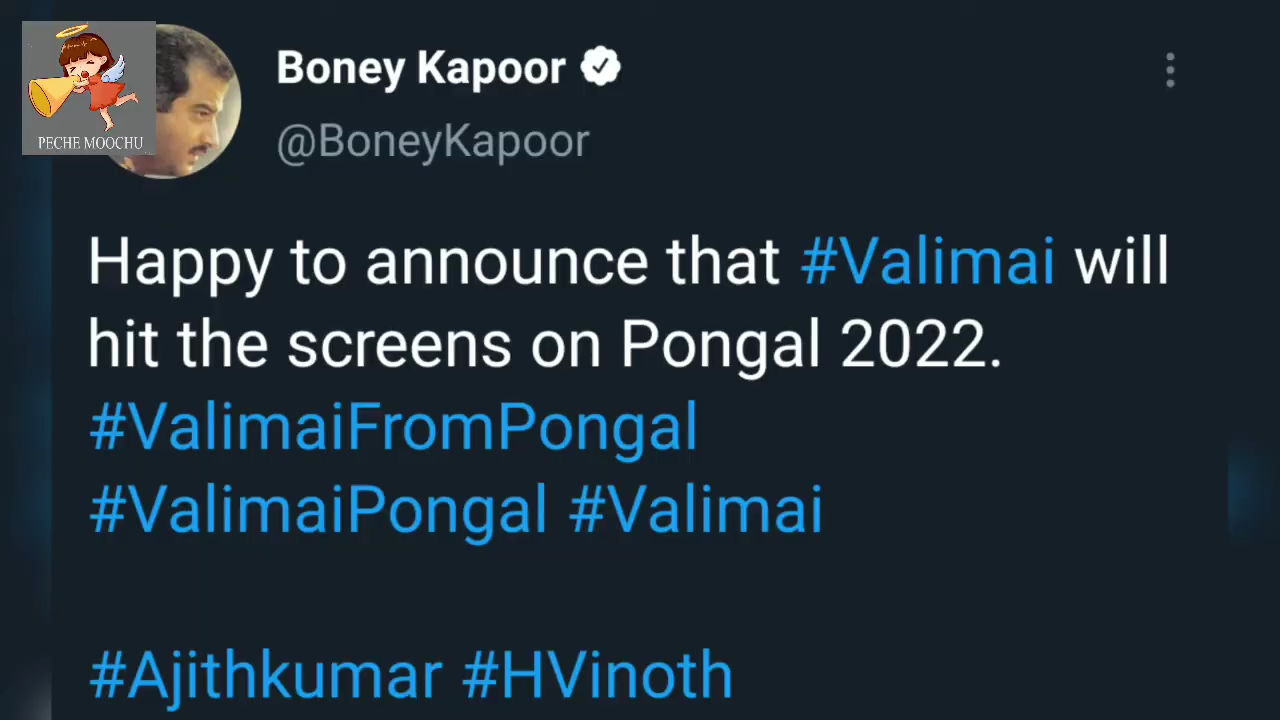 PECHE MOOCHU
Boney Kapoor
@BoneyKapoor
Happy to announce that #Valimai will
hit the screens on Pongal 2022.
#ValimaiFromPongal
#ValimaiPongal #Valimai
#Ajithkumar #HVinoth